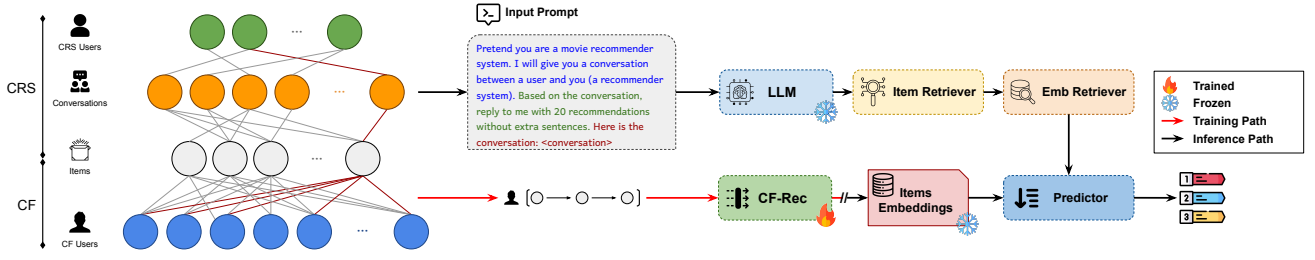 CRS
CF
CRS Users
Conversations
Items
CF Users
...
...
...
...
Input Prompt
Pretend you are a movie recommender
system. I will give you a conversation
between a user and you (a recommender
system). Based on the conversation,
reply to me with 20 recommendations
without extra sentences. Here is the
conversation: <conversation>
LLM
Item Retriever
Emb Retriever
CF-Rec
//
Items
Embeddings
Predictor
1
2
3
Trained
Frozen
Training Path
Inference Path